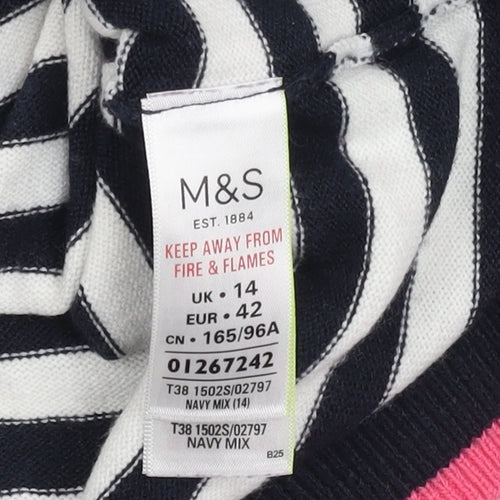 M&S
EST. 1884
KEEP AWAY FROM
FIRE & FLAMES
UK • 14
EUR • 42
CN • 165/96A
01267242
T38 1502S/02797
NAVY MIX (14)
T38 1502S/02797
NAVY MIX
B25